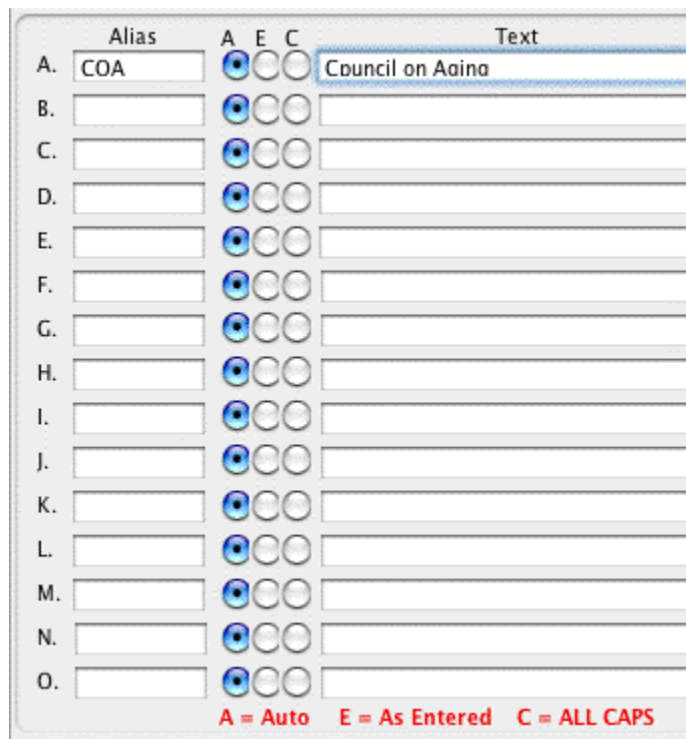 Alias A E C Text
A. COA Council on Aging
B.
C.
D.
E.
F.
G.
H.
I.
J.
K.
L.
M.
N.
O.
A = Auto E = As Entered C = ALL CAPS